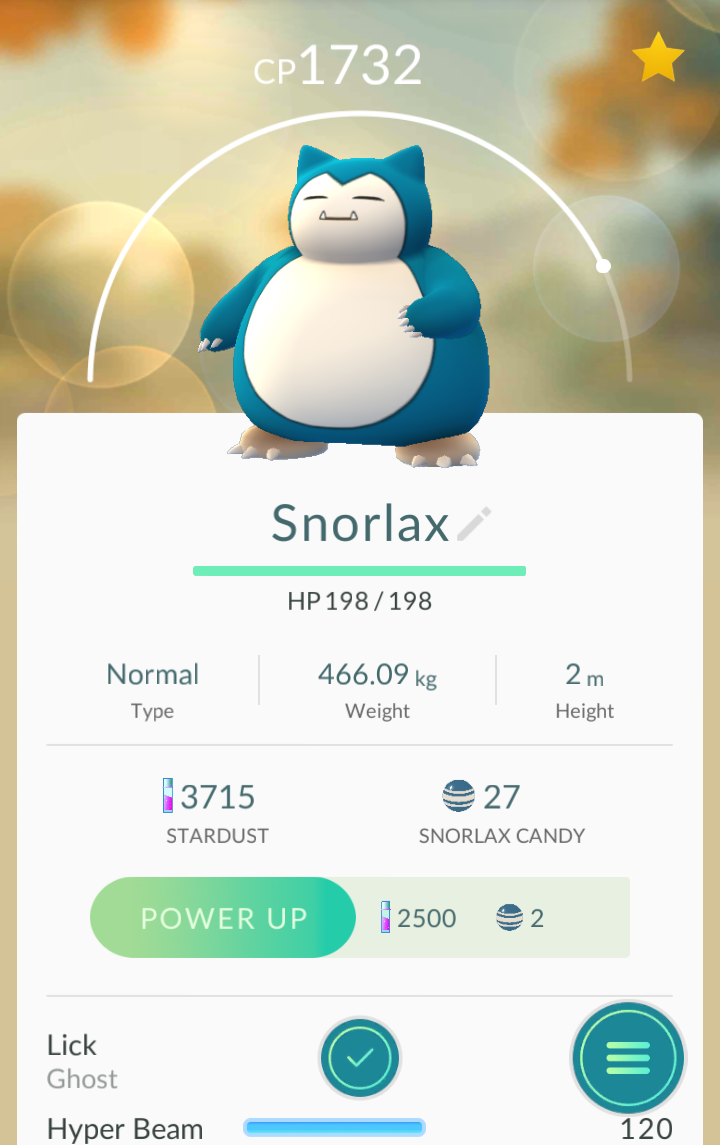 CP1732
Snorlax
HP 198 / 198
Normal 466.09 kg 2 m
Type Weight Height
3715 27
STARDUST SNORLAX CANDY
POWER UP 2500 2
Lick
Ghost
Hyper Beam 120